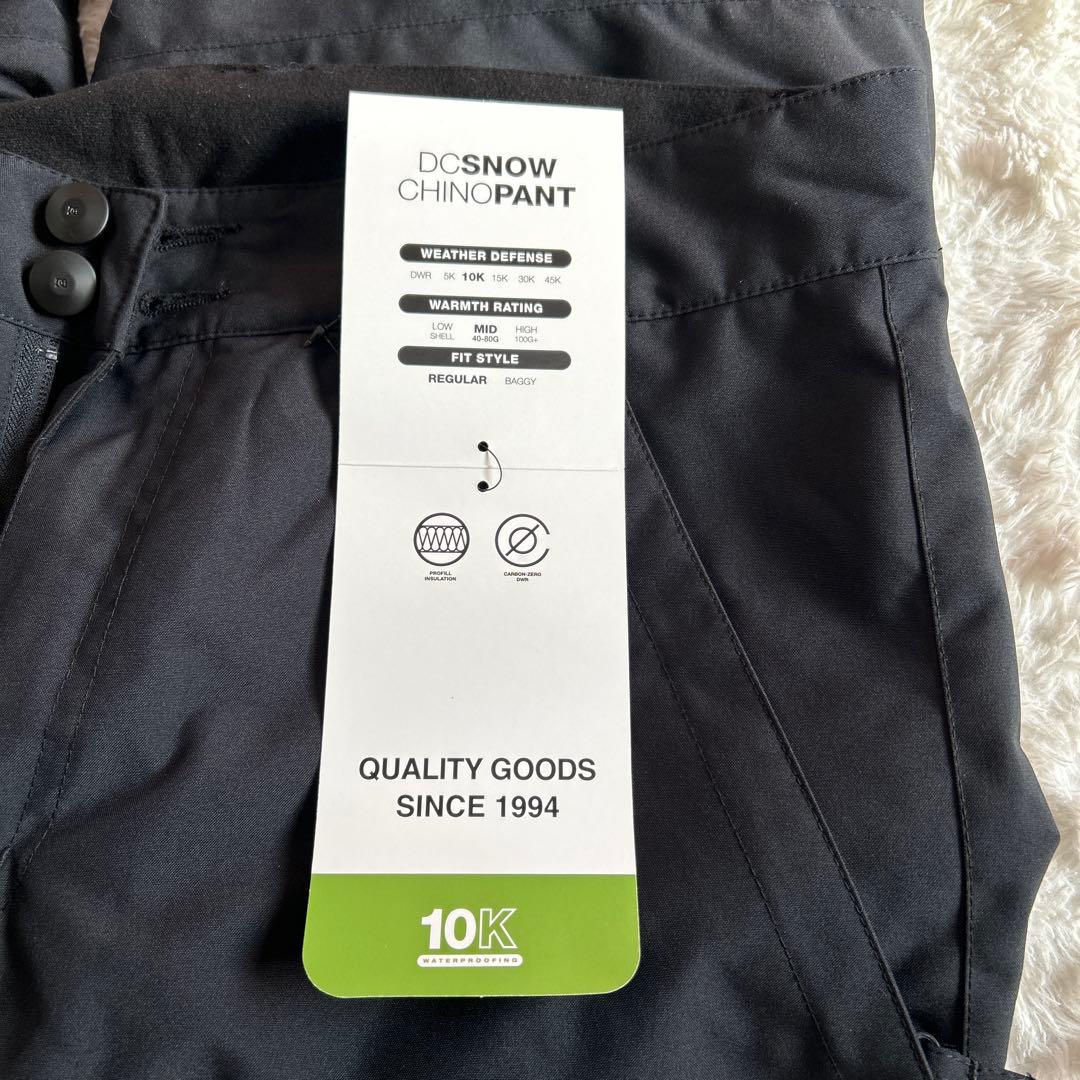 DCSNOW
CHINOPANT
WEATHER DEFENSE
DWR 5K 10K 15K 30K 45K
WARMTH RATING
LOW SHELL MID 40-80G HIGH 100G+
FIT STYLE
REGULAR BAGGY
PROFILL INSULATION
CARBON-ZERO DWR
QUALITY GOODS
SINCE 1994
10K
WATERPROOFING